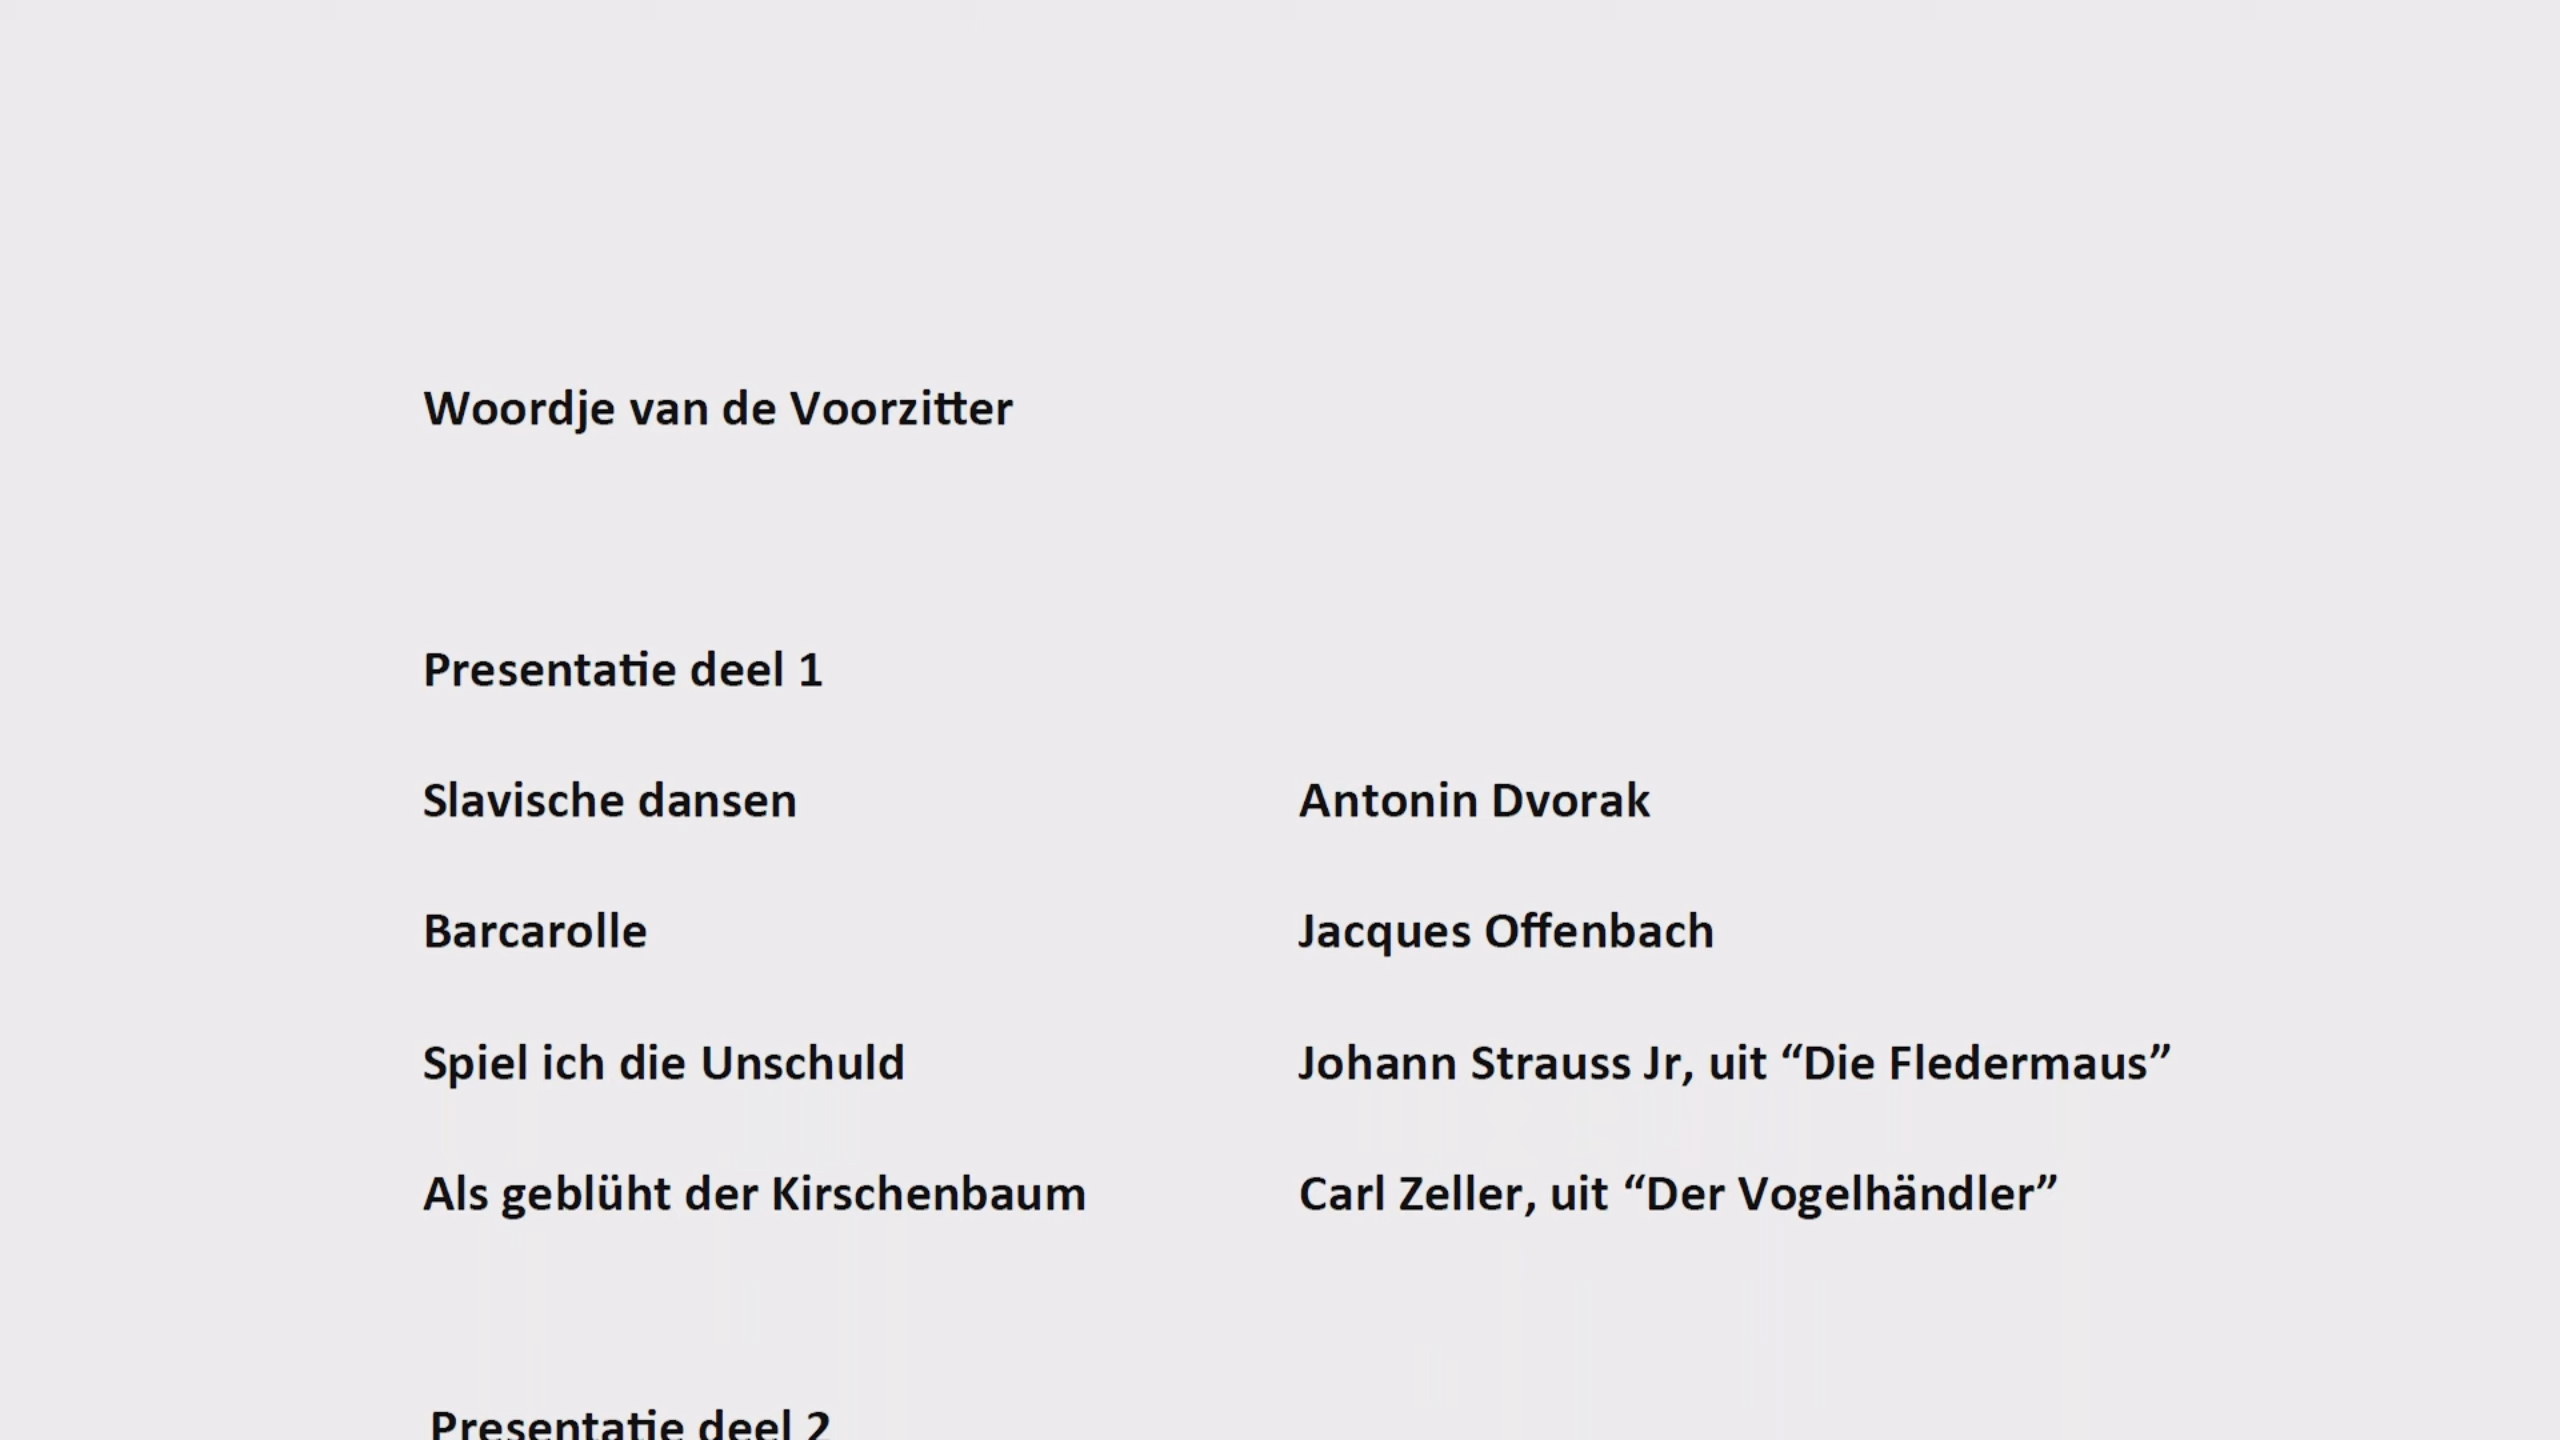 Woordje van de Voorzitter
Presentatie deel 1
Slavische dansen Antonin Dvorak
Barcarolle Jacques Offenbach
Spiel ich die Unschuld Johann Strauss Jr, uit “Die Fledermaus”
Als geblüht der Kirschenbaum Carl Zeller, uit “Der Vogelhändler”
Presentatie deel 2